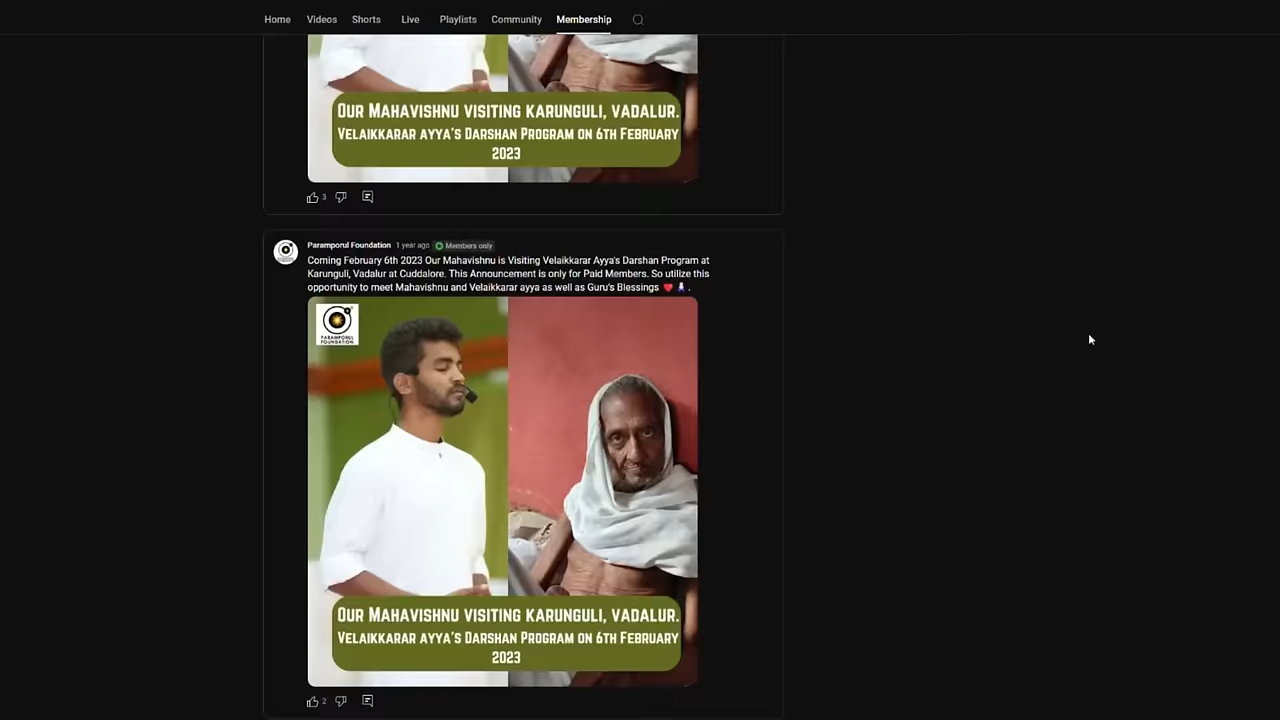 Home Videos Shorts Live Playlists Community Membership
OUR MAHAVISHNU VISITING KARUNGULI, VADALUR.
VELAIKKARAR AYYA'S DARSHAN PROGRAM ON 6TH FEBRUARY
2023
3
Paramporul Foundation 1 year ago Members only
Coming February 6th 2023 Our Mahavishnu is Visiting Velaikkarar Ayya's Darshan Program at
Karunguli, Vadalur at Cuddalore. This Announcement is only for Paid Members. So utilize this
opportunity to meet Mahavishnu and Velaikkarar ayya as well as Guru's Blessings ❤️ 🧘 .
PARAMPORUL
FOUNDATION
OUR MAHAVISHNU VISITING KARUNGULI, VADALUR.
VELAIKKARAR AYYA'S DARSHAN PROGRAM ON 6TH FEBRUARY
2023
2